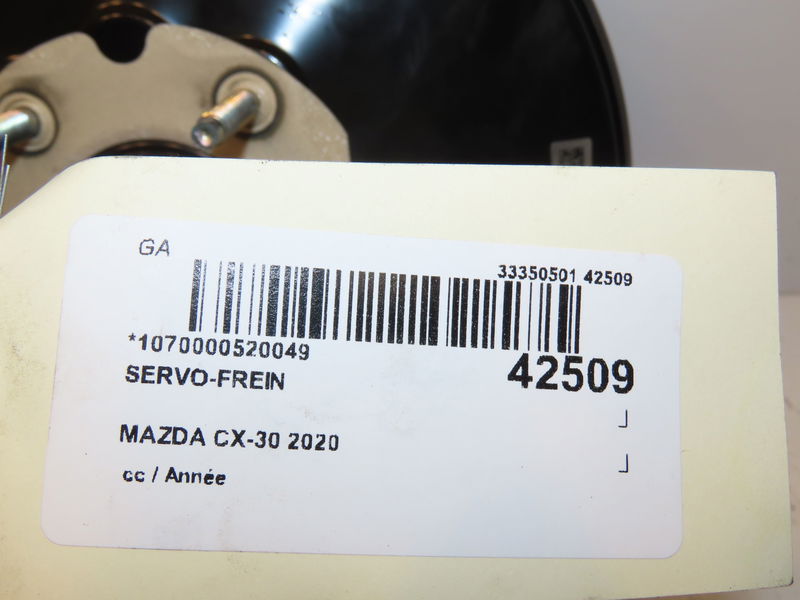 GA
33350501 42509
*1070000520049
42509
SERVO-FREIN
MAZDA CX-30 2020
cc / Année